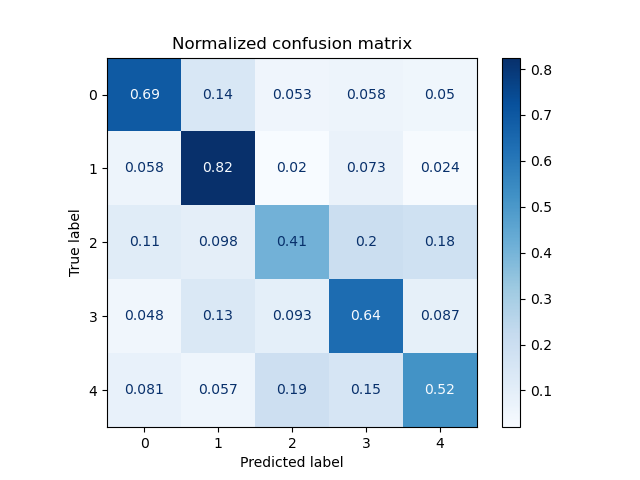 Normalized confusion matrix
0 0.69 0.14 0.053 0.058 0.05
1 0.058 0.82 0.02 0.073 0.024
2 0.11 0.098 0.41 0.2 0.18
3 0.048 0.13 0.093 0.64 0.087
4 0.081 0.057 0.19 0.15 0.52
0 1 2 3 4
Predicted label
True label
0.8
0.7
0.6
0.5
0.4
0.3
0.2
0.1